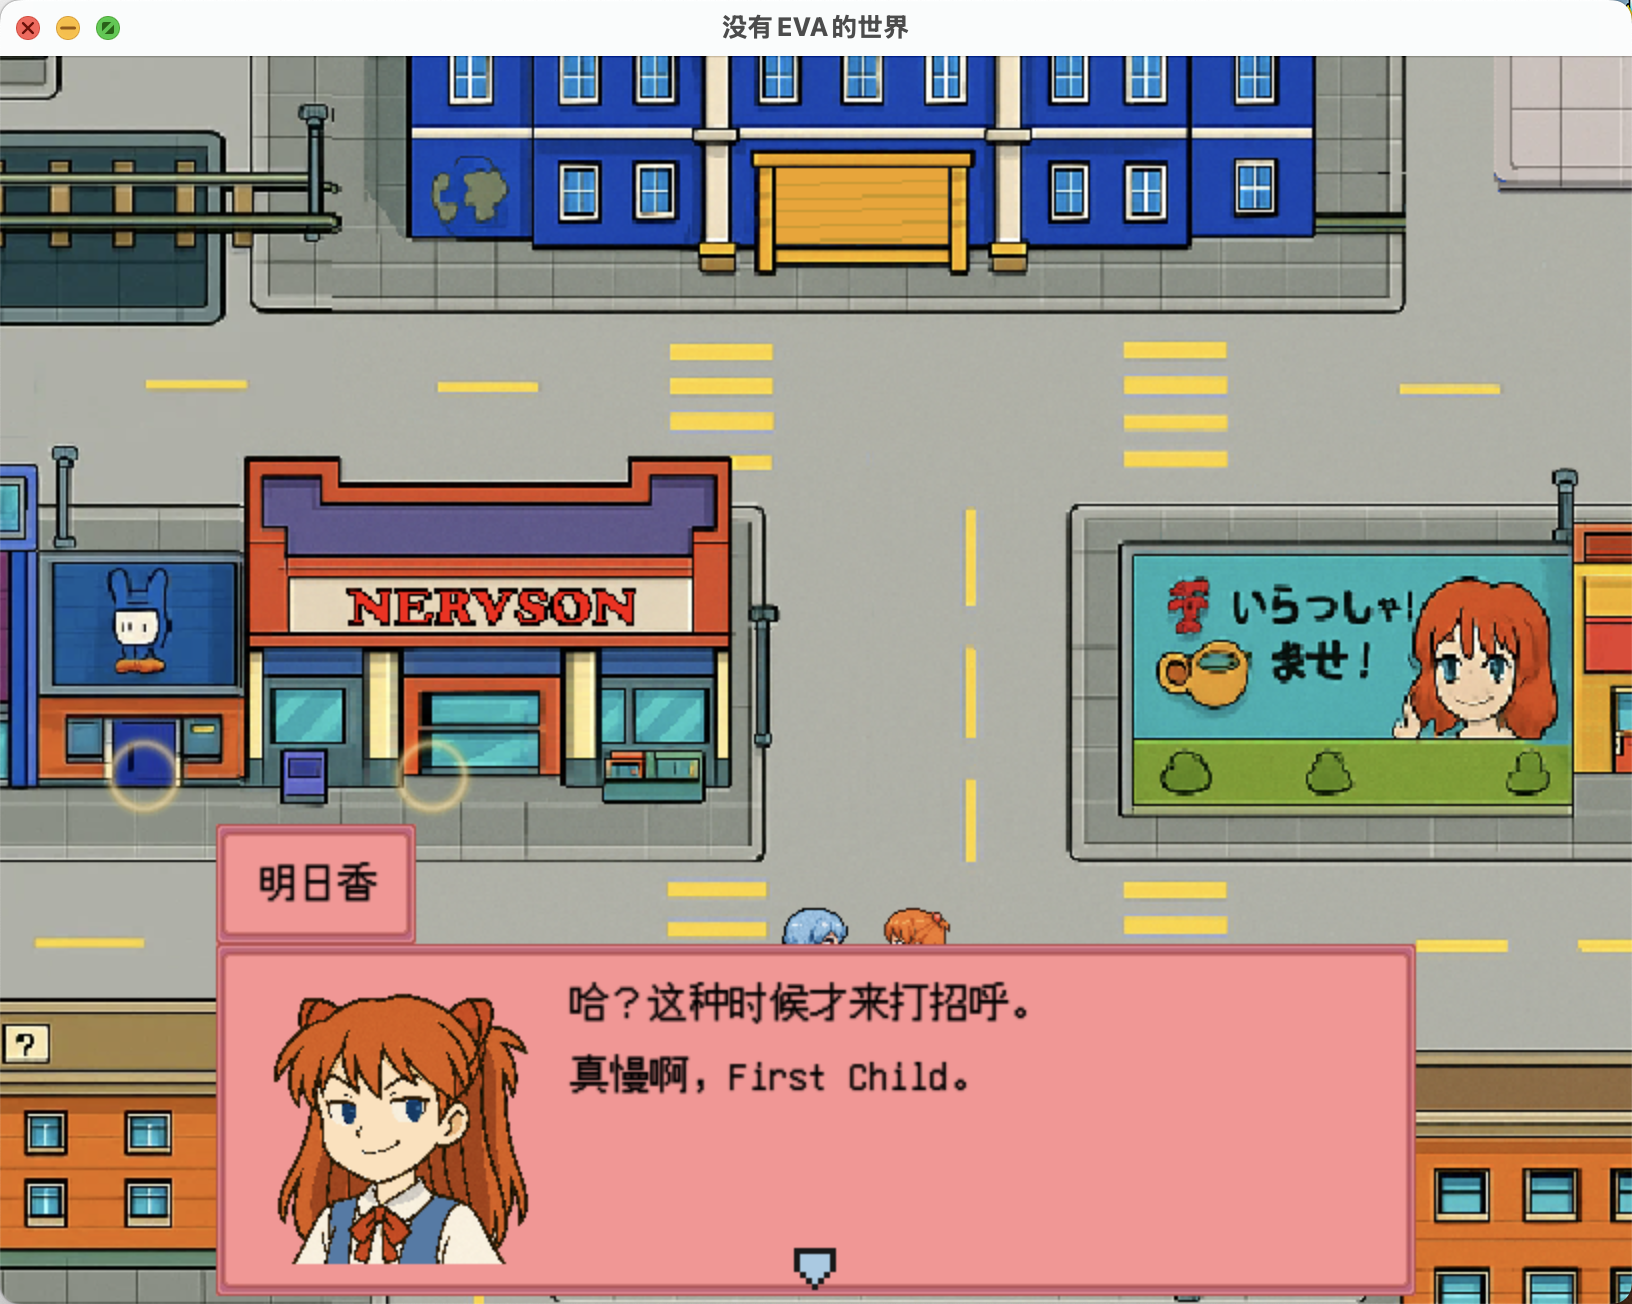 没有EVA的世界
NERVSON
いらっしゃ!
ませ!
明日香
哈？这种时候才来打招呼。
真慢啊，First Child。
?